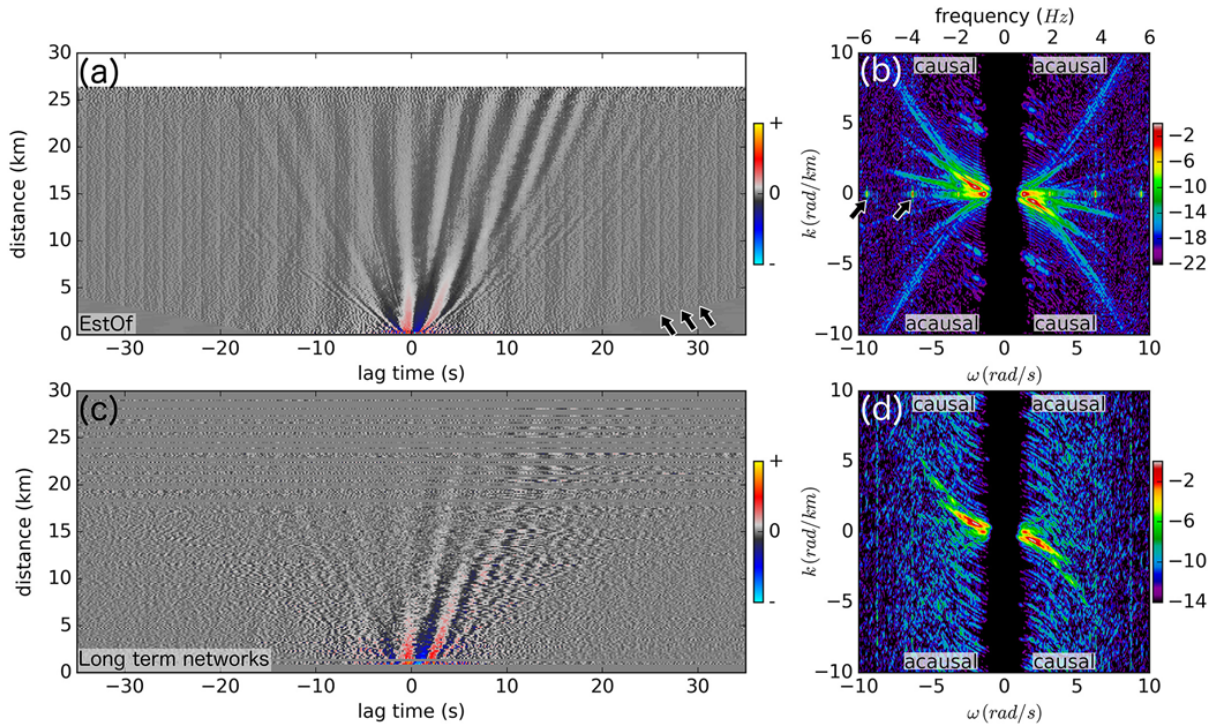 (a)
30
25
20
15
10
5
0
distance (km)
EstOf
−30 −20 −10 0 10 20 30
lag time (s)
+
0
-
frequency (Hz)
−6 −4 −2 0 2 4 6
(b)
causal acausal
10
5
0
−5
−10
k (rad/km)
acausal causal
−10 −5 0 5 10
ω (rad/s)
−2
−6
−10
−14
−18
−22
(c)
30
25
20
15
10
5
0
distance (km)
Long term networks
−30 −20 −10 0 10 20 30
lag time (s)
+
0
-
(d)
causal acausal
10
5
0
−5
−10
k (rad/km)
acausal causal
−10 −5 0 5 10
ω (rad/s)
−2
−4
−6
−8
−10
−12
−14